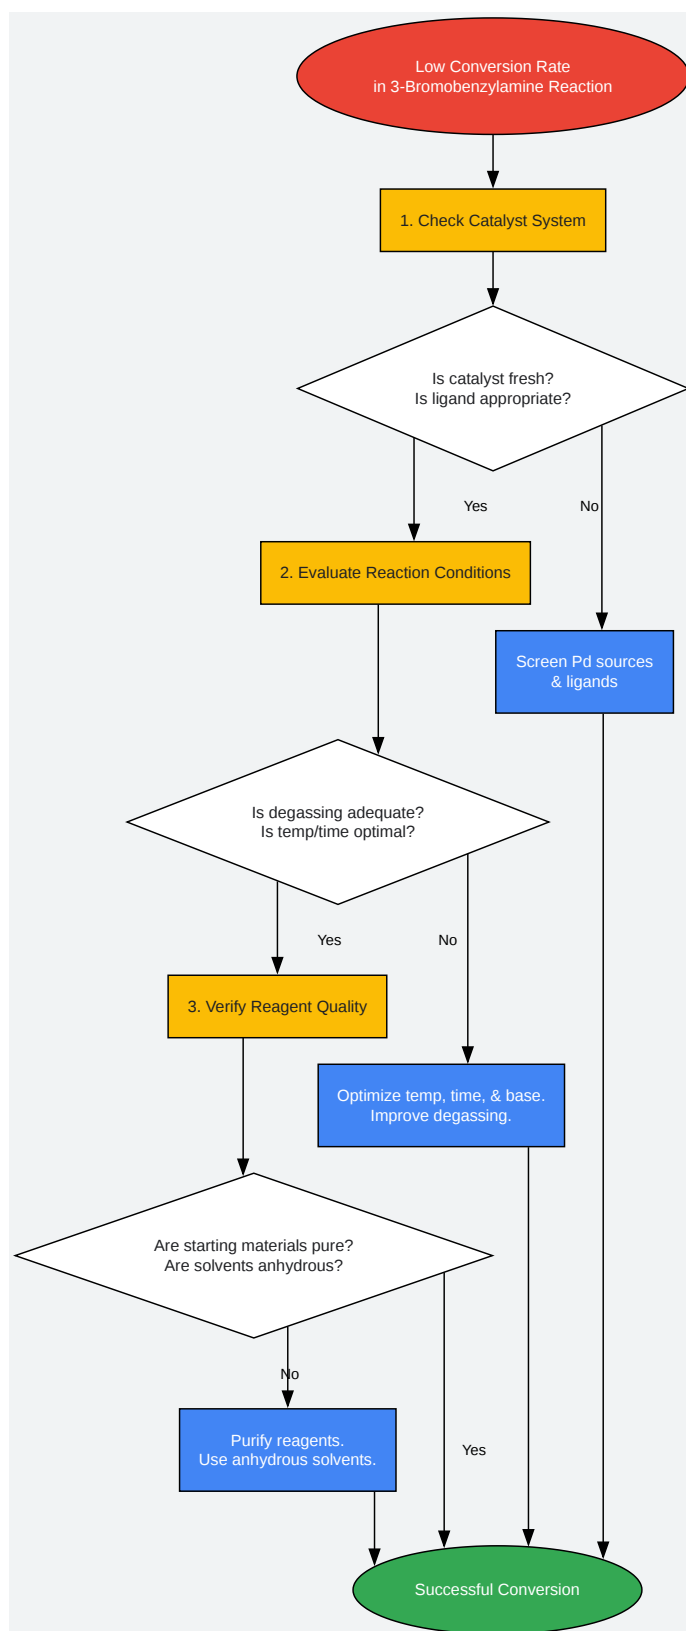 Low Conversion Rate
in 3-Bromobenzylamine Reaction
1. Check Catalyst System
Is catalyst fresh?
Is ligand appropriate?
Yes
No
2. Evaluate Reaction Conditions
Screen Pd sources
& ligands
Is degassing adequate?
Is temp/time optimal?
Yes
No
3. Verify Reagent Quality
Optimize temp, time, & base.
Improve degassing.
Are starting materials pure?
Are solvents anhydrous?
No
Purify reagents.
Use anhydrous solvents.
Yes
Successful Conversion